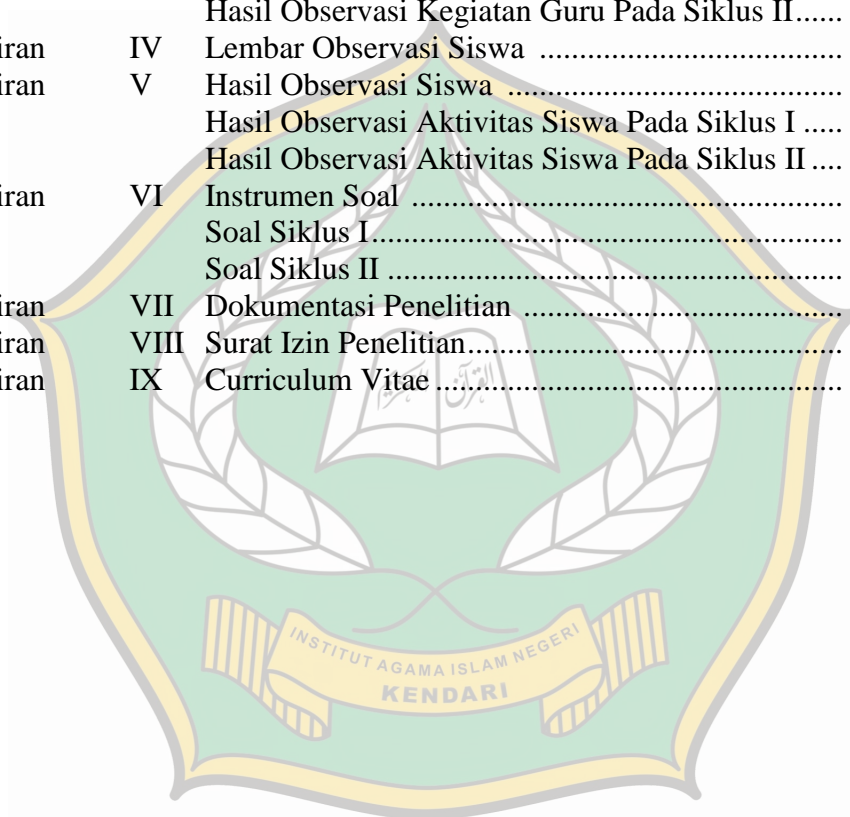 Hasil Observasi Kegiatan Guru Pada Siklus II......
iran IV Lembar Observasi Siswa ......................................
iran V Hasil Observasi Siswa ..........................................
Hasil Observasi Aktivitas Siswa Pada Siklus I .....
Hasil Observasi Aktivitas Siswa Pada Siklus II ....
iran VI Instrumen Soal ......................................................
Soal Siklus I...........................................................
Soal Siklus II .........................................................
iran VII Dokumentasi Penelitian ........................................
iran VIII Surat Izin Penelitian...............................................
iran IX Curriculum Vitae ...................................................
القرآن الكريم
INSTITUT AGAMA ISLAM NEGERI
KENDARI